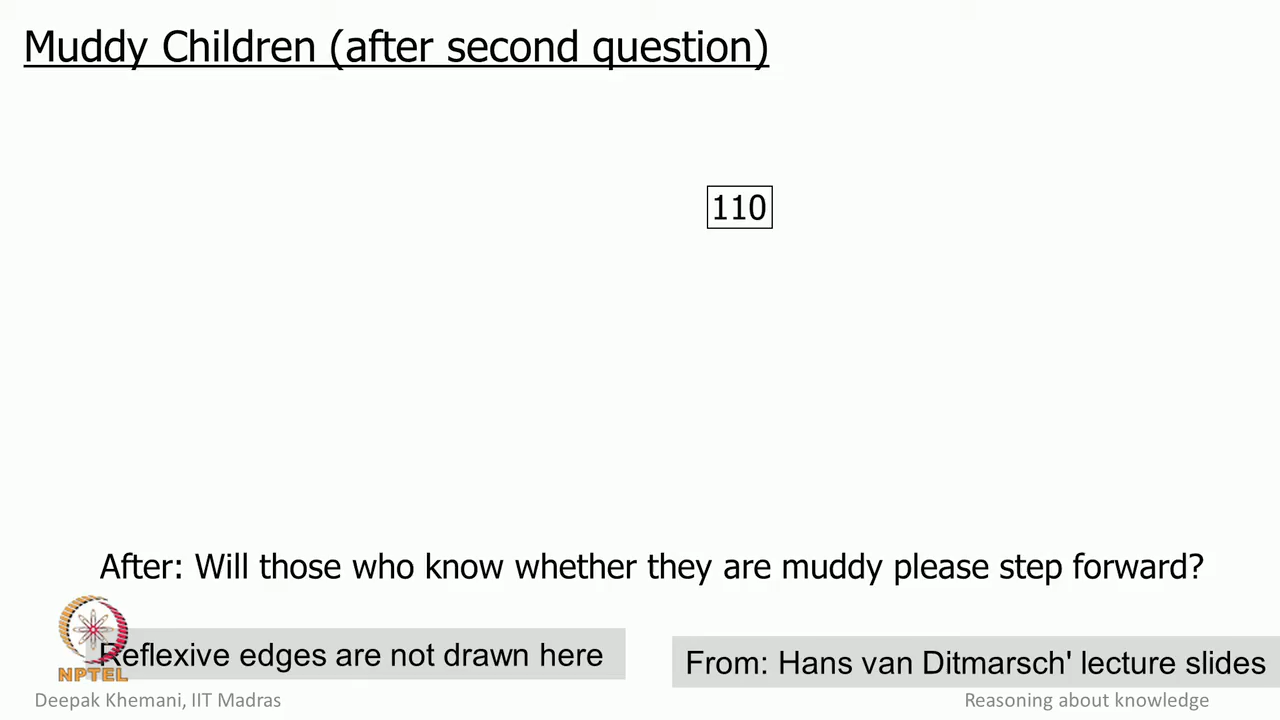 Muddy Children (after second question)
110
After: Will those who know whether they are muddy please step forward?
Reflexive edges are not drawn here
From: Hans van Ditmarsch' lecture slides
NPTEL
Deepak Khemani, IIT Madras
Reasoning about knowledge